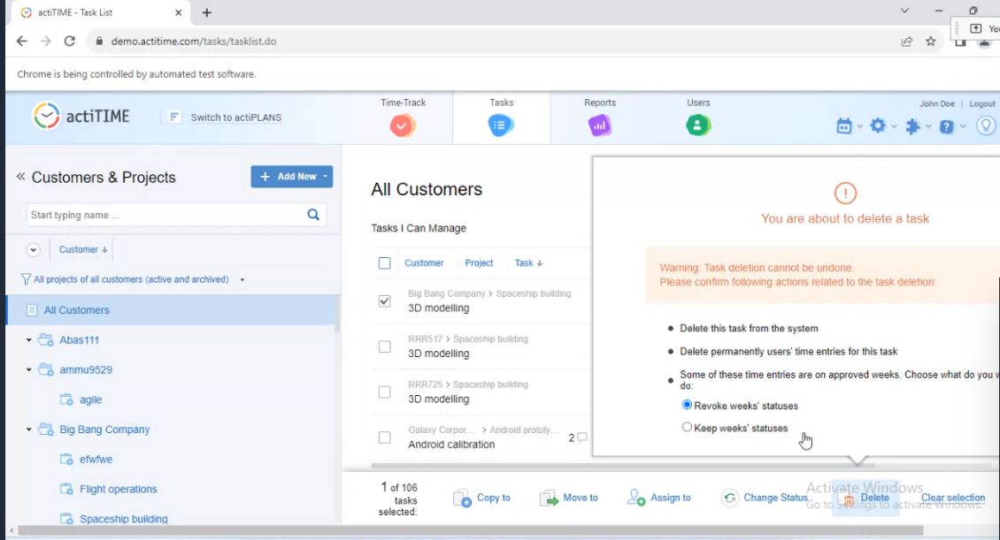 actiTIME - Task List
You
demo.actitime.com/tasks/tasklist.do
Chrome is being controlled by automated test software.
actiTIME
Switch to actiPLANS
Time-Track
Tasks
Reports
Users
John Doe | Logout
Customers & Projects
+ Add New
Start typing name ...
Customer ↓
All projects of all customers (active and archived)
All Customers
Abas111
ammu9529
agile
Big Bang Company
efwfwe
Flight operations
Spaceship building
All Customers
Tasks I Can Manage
Customer Project Task ↓
Big Bang Company > Spaceship building
3D modelling
RRR517 > Spaceship building
3D modelling
RRR725 > Spaceship building
3D modelling
Galaxy Corpor... > Android prototy...
Android calibration
2
You are about to delete a task
Warning: Task deletion cannot be undone.
Please confirm following actions related to the task deletion:
Delete this task from the system
Delete permanently users' time entries for this task
Some of these time entries are on approved weeks. Choose what do you
do:
Revoke weeks' statuses
Keep weeks' statuses
1 of 106
tasks
selected:
Copy to
Move to
Assign to
Change Status
Delete
Clear selection
Activate Windows
Go to Settings to activate Windows.